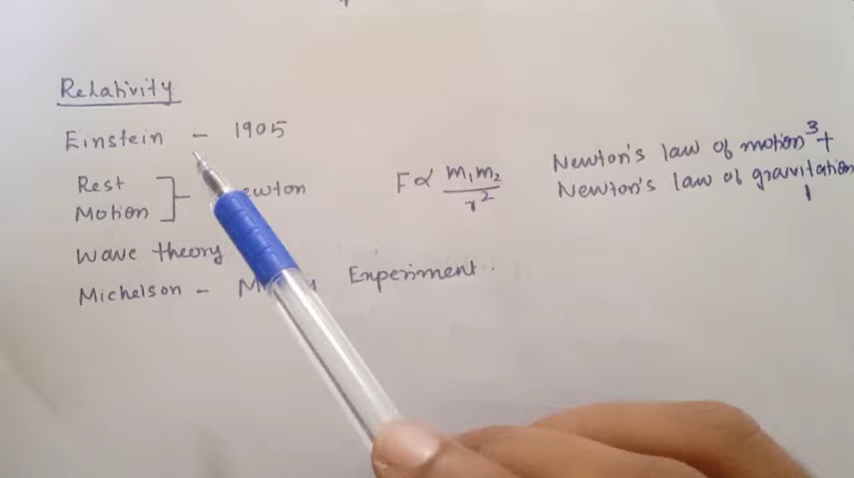 Relativity
Einstein - 1905
Rest
Motion
F∝ m₁m₂ / r²
Newton's law of motion 3 +
Newton's law of gravitation
1
Wave theory
Michelson - Experiment.